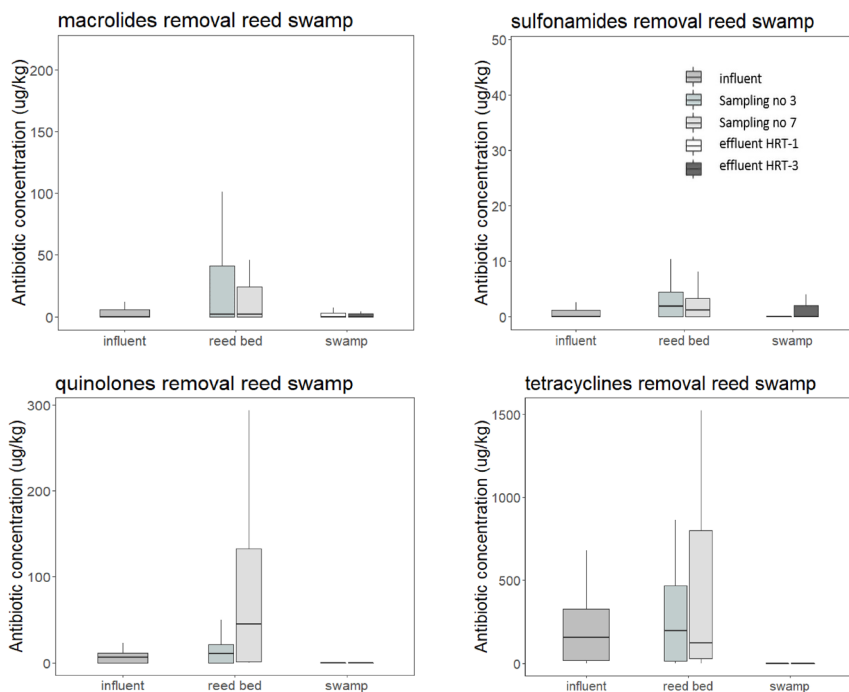 macrolides removal reed swamp
Antibiotic concentration (ug/kg)
200
150
100
50
0
influent
reed bed
swamp
sulfonamides removal reed swamp
Antibiotic concentration (ug/kg)
50
40
30
20
10
0
influent
Sampling no 3
Sampling no 7
effluent HRT-1
effluent HRT-3
influent
reed bed
swamp
quinolones removal reed swamp
Antibiotic concentration (ug/kg)
300
200
100
0
influent
reed bed
swamp
tetracyclines removal reed swamp
Antibiotic concentration (ug/kg)
1500
1000
500
0
influent
reed bed
swamp